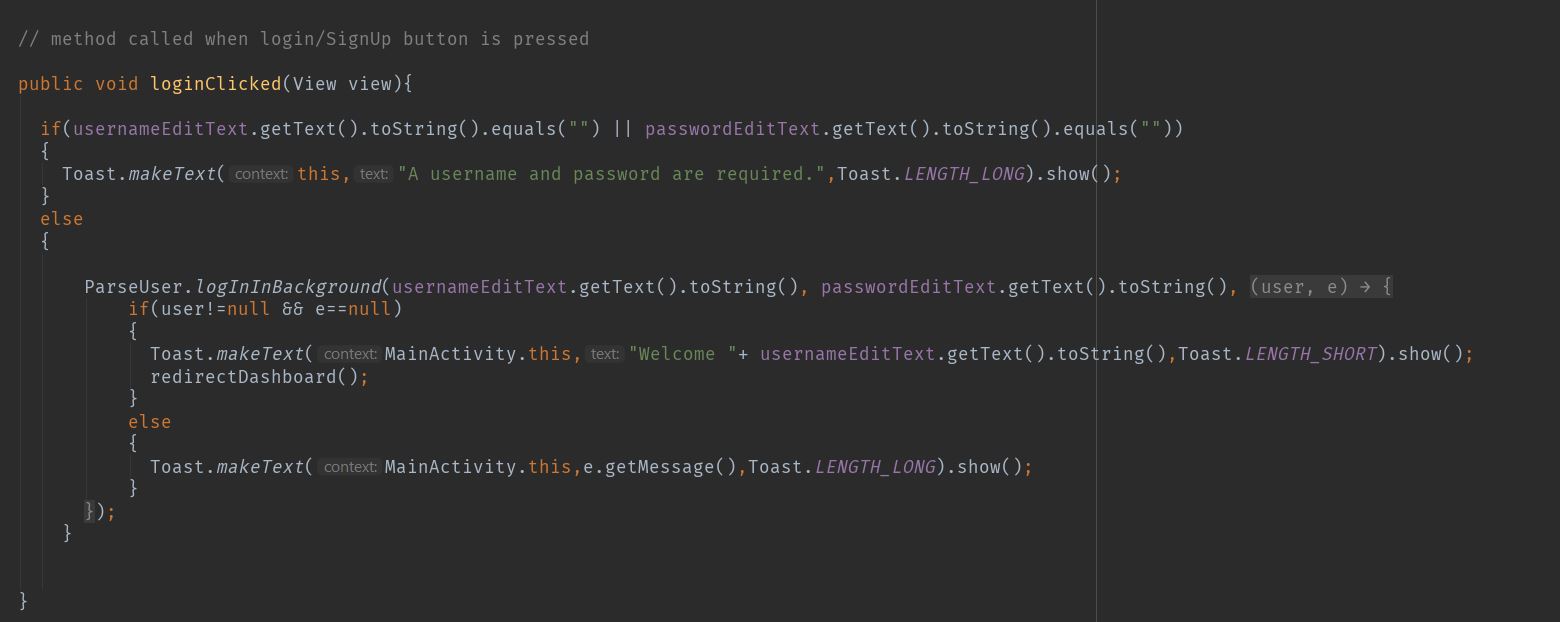 // method called when login/SignUp button is pressed
public void loginClicked(View view){
if(usernameEditText.getText().toString().equals("") || passwordEditText.getText().toString().equals(""))
{
Toast.makeText( context: this, text: "A username and password are required.",Toast.LENGTH_LONG).show();
}
else
{
ParseUser.logInInBackground(usernameEditText.getText().toString(), passwordEditText.getText().toString(), (user, e) → {
if(user!=null && e==null)
{
Toast.makeText( context: MainActivity.this, text: "Welcome "+ usernameEditText.getText().toString(),Toast.LENGTH_SHORT).show();
redirectDashboard();
}
else
{
Toast.makeText( context: MainActivity.this,e.getMessage(),Toast.LENGTH_LONG).show();
}
});
}
}